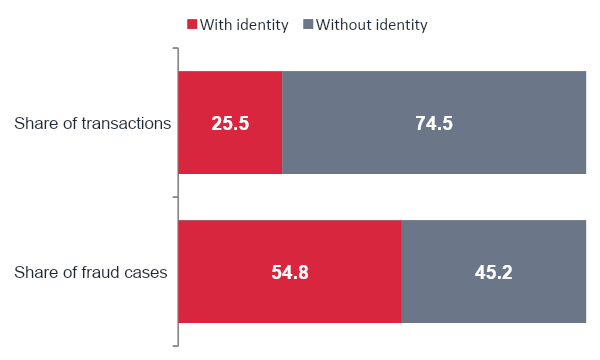 With identity Without identity
Share of transactions 25.5 74.5
Share of fraud cases 54.8 45.2